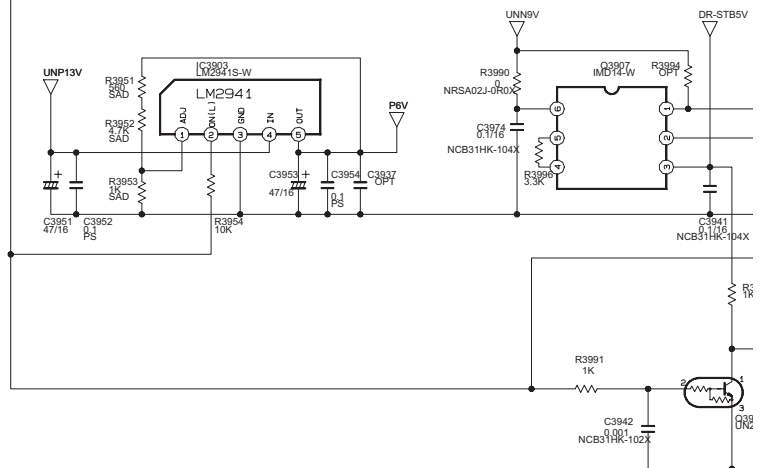 UNN9V
DR-STB5V
UNP13V
R3951
560
SAD
R3952
4.7K
SAD
R3953
1K
SAD
IC3903
LM2941S-W
LM2941
ADJ
ON(L)
GND
IN
OUT
1
2
3
4
5
P6V
R3990
0
NRSA02J-0R0X
Q3907
IMD14-W
R3994
OPT
C3974
0.1/16
NCB31HK-104X
R3996
3.3K
6
5
4
1
2
3
C3951
47/16
C3952
0.1
PS
R3954
10K
C3953
47/16
C3954
0.1
PS
C3937
OPT
C3941
0.1/16
NCB31HK-104X
1K
R3991
1K
C3942
0.001
NCB31HK-102X
2
1
3